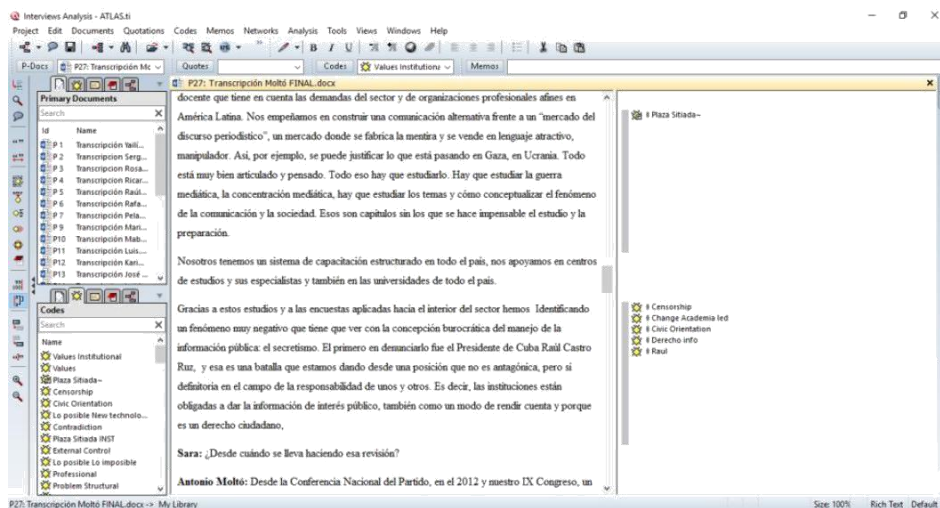 Interviews Analysis - ATLAS.ti
Project Edit Documents Quotations Codes Memos Networks Analysis Tools Views Windows Help
P-Docs P27: Transcripción Mc Quotes Codes Values Institutiona Memos
P27: Transcripción Moltó FINAL.docx
Primary Documents
Search
Id Name
P 1 Transcripción Yailí...
P 2 Transcripción Serg...
P 3 Transcripcion Rosa...
P 4 Transcripcion Ricar...
P 5 Transcripción Raúl...
P 6 Transcripción Rafa...
P 7 Transcripción Pela...
P 9 Transcripción Mari...
P10 Transcripción Mab...
P11 Transcripción Luis...
P12 Transcripción Kari...
P13 Transcripción José ...
Codes
Search
Name
Values Institutional
Values
Plaza Sitiada~
Censorship
Civic Orientation
Lo posible New technolo...
Contradiction
Plaza Sitiada INST
External Control
Lo posible Lo imposible
Professional
Problem Structural
docente que tiene en cuenta las demandas del sector y de organizaciones profesionales afines en
América Latina. Nos empeñamos en construir una comunicación alternativa frente a un "mercado del
discurso periodístico", un mercado donde se fabrica la mentira y se vende en lenguaje atractivo,
manipulador. Asi, por ejemplo, se puede justificar lo que está pasando en Gaza, en Ucrania. Todo
está muy bien articulado y pensado. Todo eso hay que estudiarlo. Hay que estudiar la guerra
mediática, la concentración mediática, hay que estudiar los temas y cómo conceptualizar el fenómeno
de la comunicación y la sociedad. Esos son capítulos sin los que se hace impensable el estudio y la
preparación.
Nosotros tenemos un sistema de capacitación estructurado en todo el país, nos apoyamos en centros
de estudios y sus especialistas y también en las universidades de todo el país.
Gracias a estos estudios y a las encuestas aplicadas hacia el interior del sector hemos Identificando
un fenómeno muy negativo que tiene que ver con la concepción burocrática del manejo de la
información pública: el secretismo. El primero en denunciarlo fue el Presidente de Cuba Raúl Castro
Ruz, y esa es una batalla que estamos dando desde una posición que no es antagónica, pero sí
definitoria en el campo de la responsabilidad de unos y otros. Es decir, las instituciones están
obligadas a dar la información de interés público, también como un modo de rendir cuenta y porque
es un derecho ciudadano,
Sara: ¿Desde cuándo se lleva haciendo esa revisión?
Antonio Moltó: Desde la Conferencia Nacional del Partido, en el 2012 y nuestro IX Congreso, un
Plaza Sitiada~
Censorship
Change Academia led
Civic Orientation
Derecho info
Raul
P27: Transcripción Moltó FINAL.docx -> My Library
Size: 100% Rich Text Default